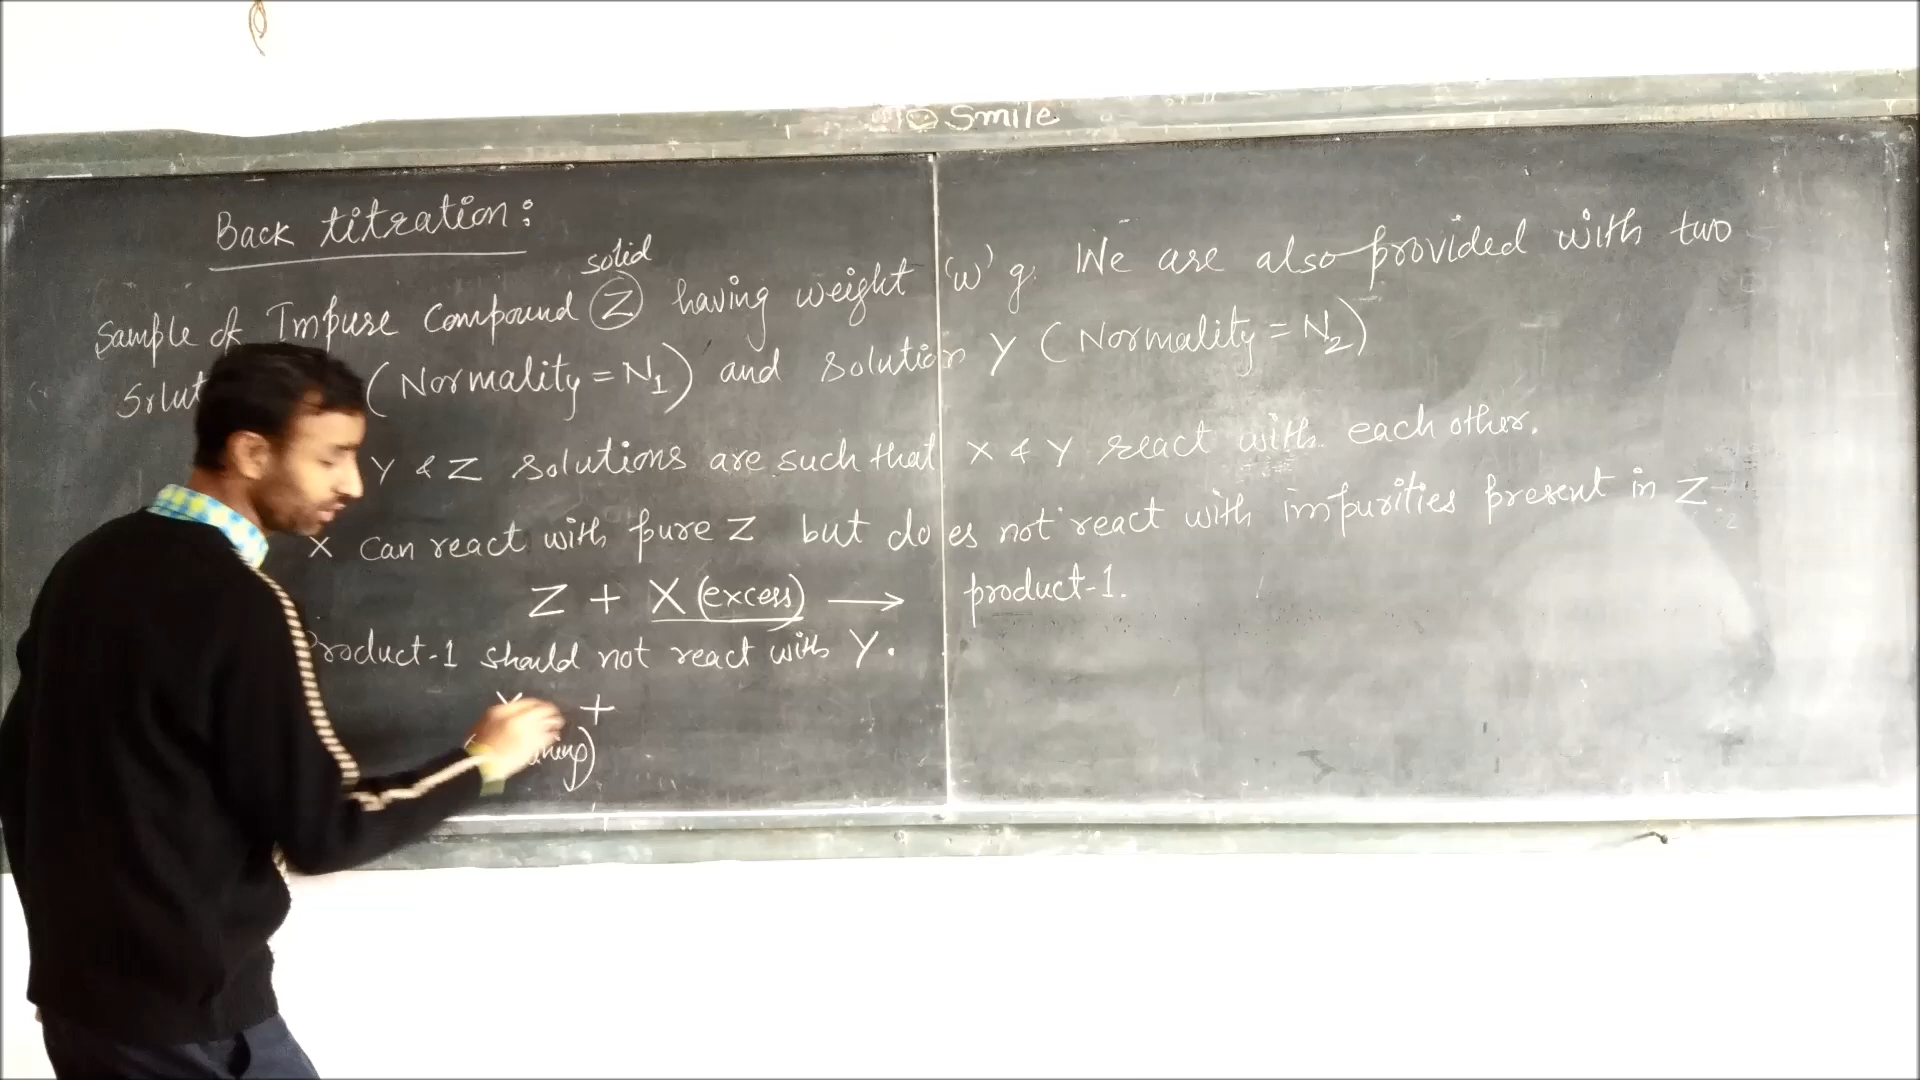 Smile
Back titration:
solid
Sample of Impure Compound Z having weight 'w' g. We are also provided with two
(Normality = N1) and solution Y (Normality = N2)
Y & Z solutions are such that X & Y react with each other.
X can react with pure Z but does not react with impurities present in Z.
Z + X (excess) → product-1.
should not react with Y.
+